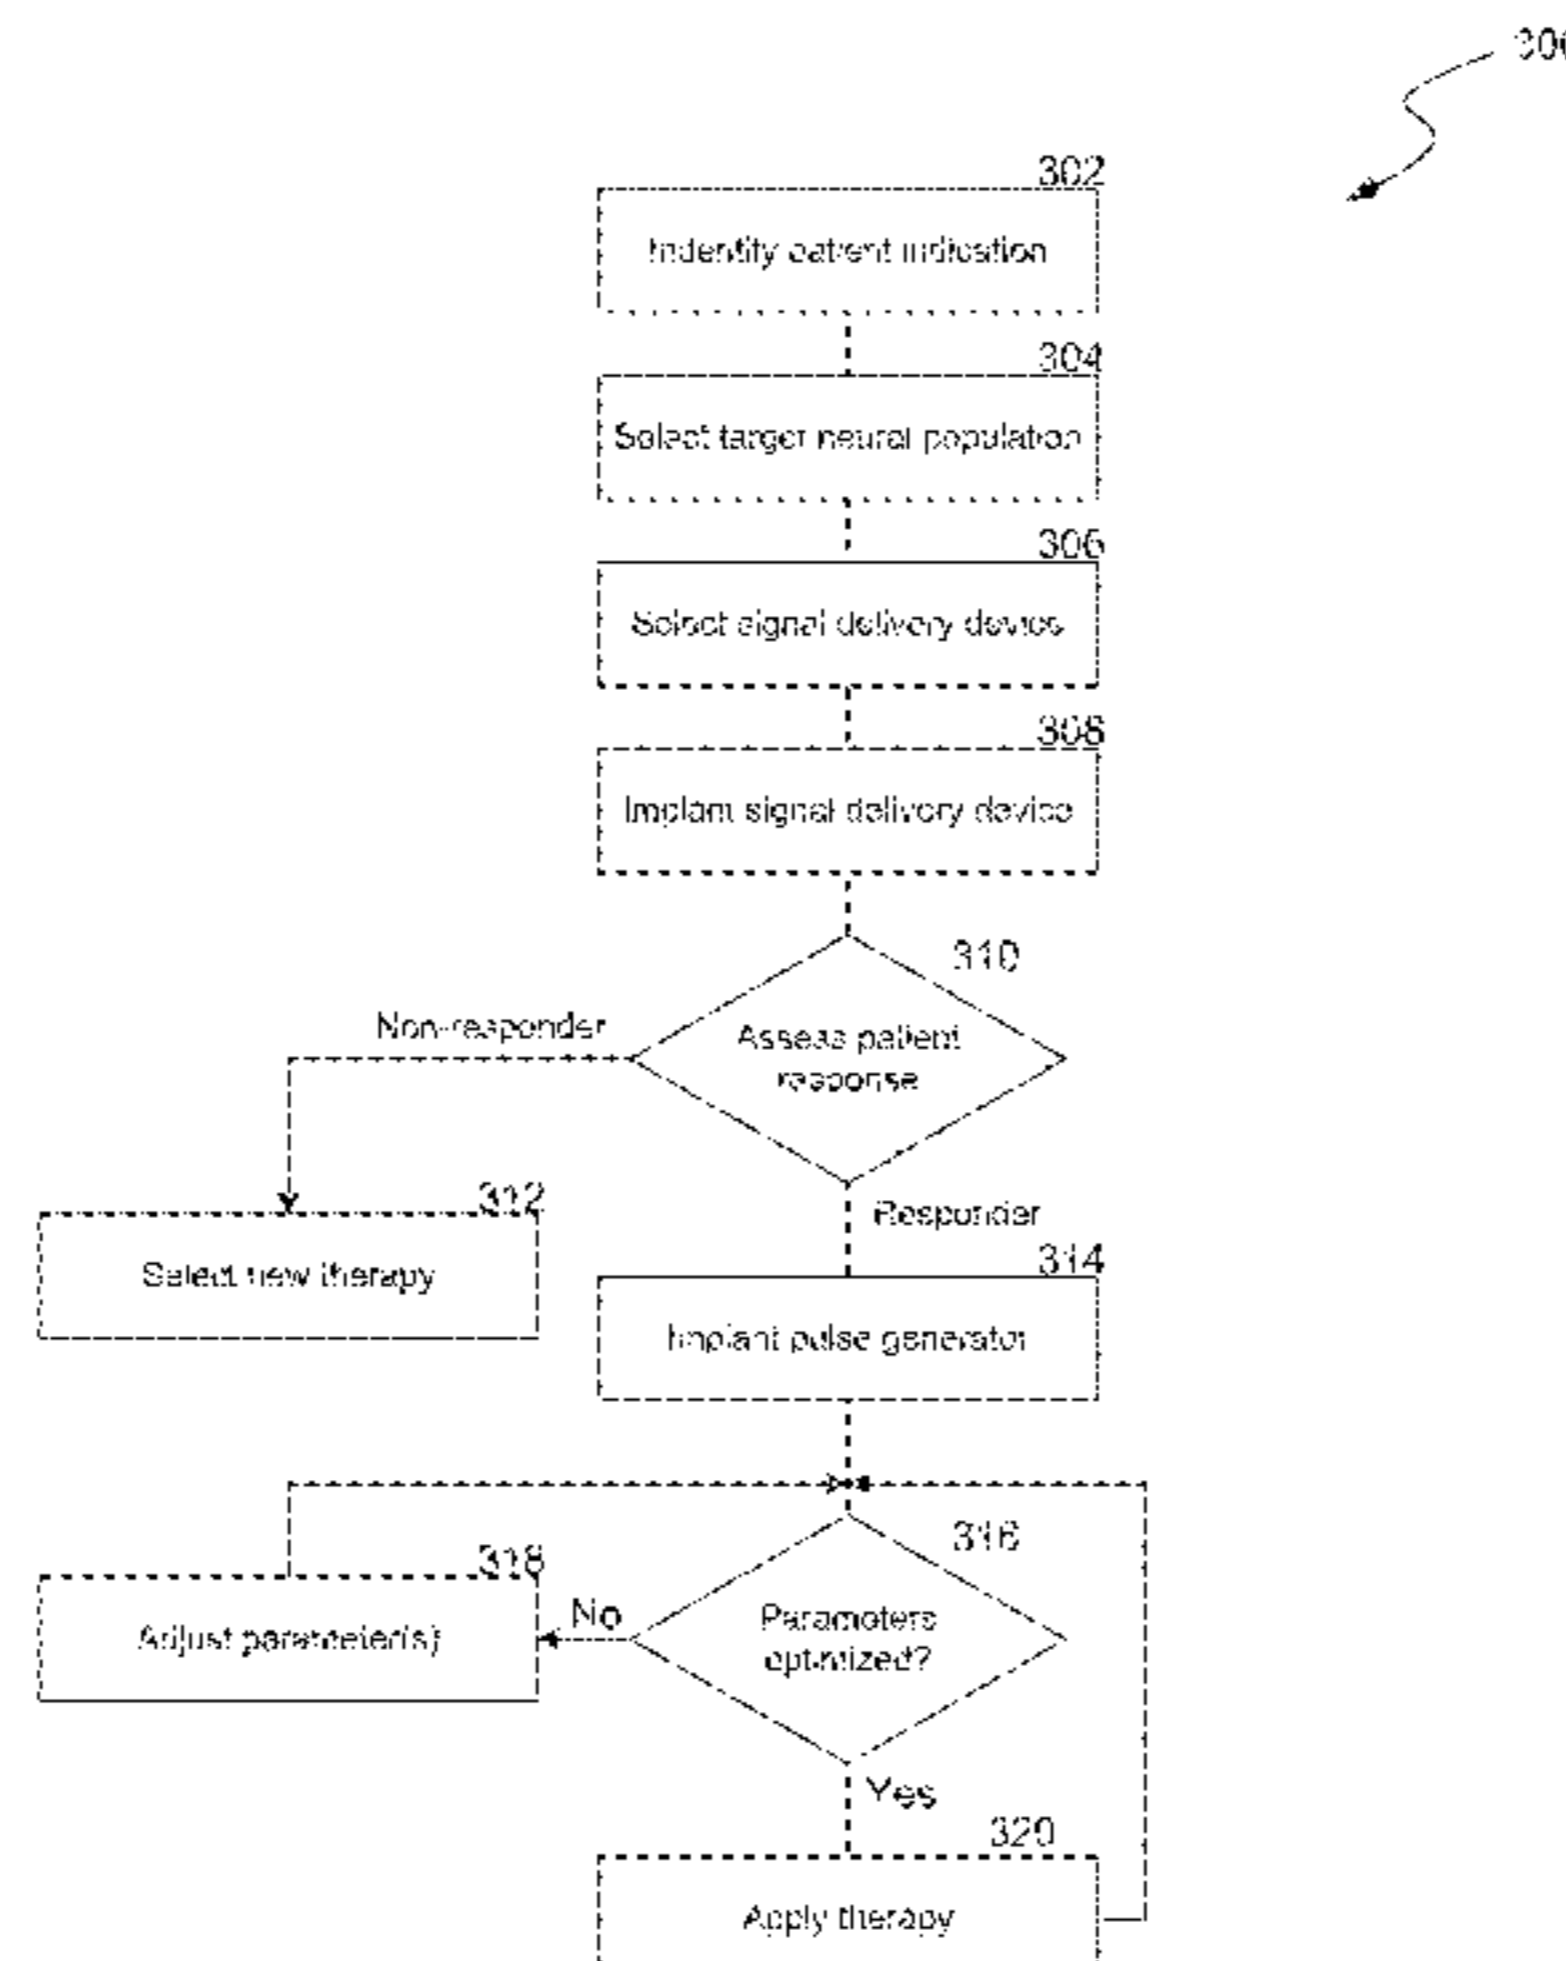 300
302
Indentify patient indication
304
Select target neural population
306
Select signal delivery device
308
Implant signal delivery device
310
Non-responder
Assess patient
response
312
Responder
Select new therapy
314
Implant pulse generator
316
318
No
Parameters
optimized?
Adjust parameter(s)
Yes
320
Apply therapy